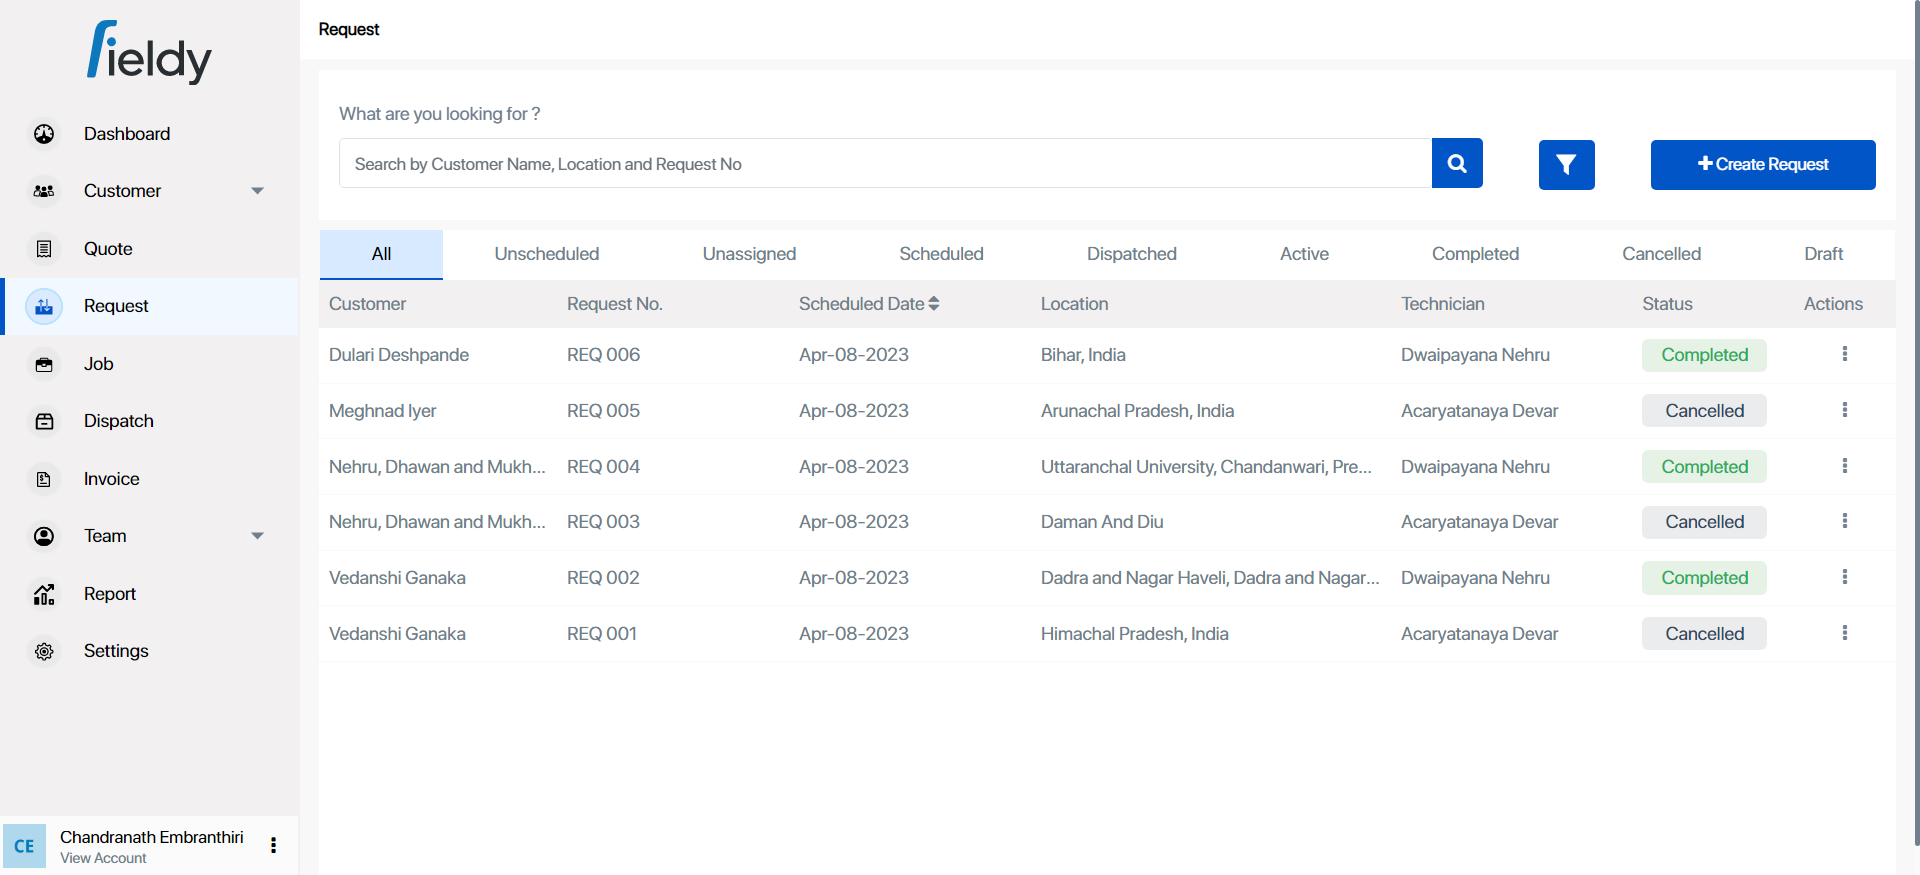 fieldy
Dashboard
Customer
Quote
Request
Job
Dispatch
Invoice
Team
Report
Settings
CE
Chandranath Embranthiri
View Account
Request
What are you looking for ?
Search by Customer Name, Location and Request No
Create Request
All Unscheduled Unassigned Scheduled Dispatched Active Completed Cancelled Draft
Customer Request No. Scheduled Date Location Technician Status Actions
Dulari Deshpande REQ 006 Apr-08-2023 Bihar, India Dwaipayana Nehru Completed
Meghnad Iyer REQ 005 Apr-08-2023 Arunachal Pradesh, India Acaryatanaya Devar Cancelled
Nehru, Dhawan and Mukh... REQ 004 Apr-08-2023 Uttaranchal University, Chandanwari, Pre... Dwaipayana Nehru Completed
Nehru, Dhawan and Mukh... REQ 003 Apr-08-2023 Daman And Diu Acaryatanaya Devar Cancelled
Vedanshi Ganaka REQ 002 Apr-08-2023 Dadra and Nagar Haveli, Dadra and Nagar... Dwaipayana Nehru Completed
Vedanshi Ganaka REQ 001 Apr-08-2023 Himachal Pradesh, India Acaryatanaya Devar Cancelled